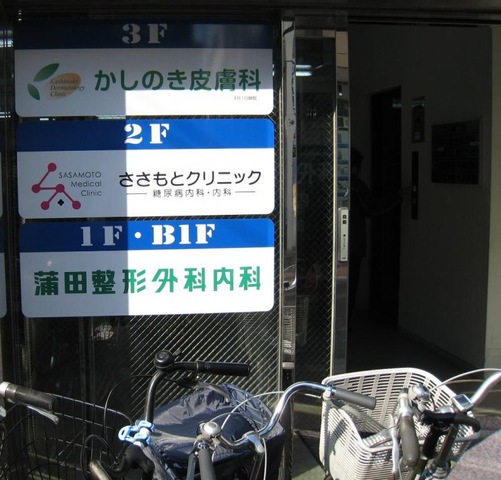 3F
Kashinoki
Dermatology
Clinic
かしのき皮膚科
2F
SASAMOTO
Medical
Clinic
ささもとクリニック
糖尿病内科・内科
1F・B1F
蒲田整形外科内科